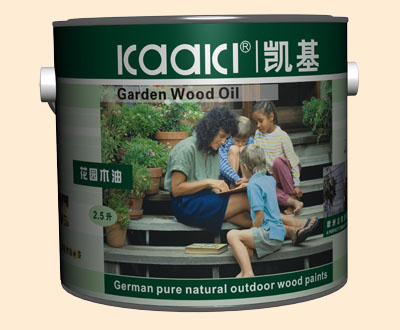 KAAKI®|凯基
Garden Wood Oil
花园木油
2.5升
German pure natural outdoor wood paints